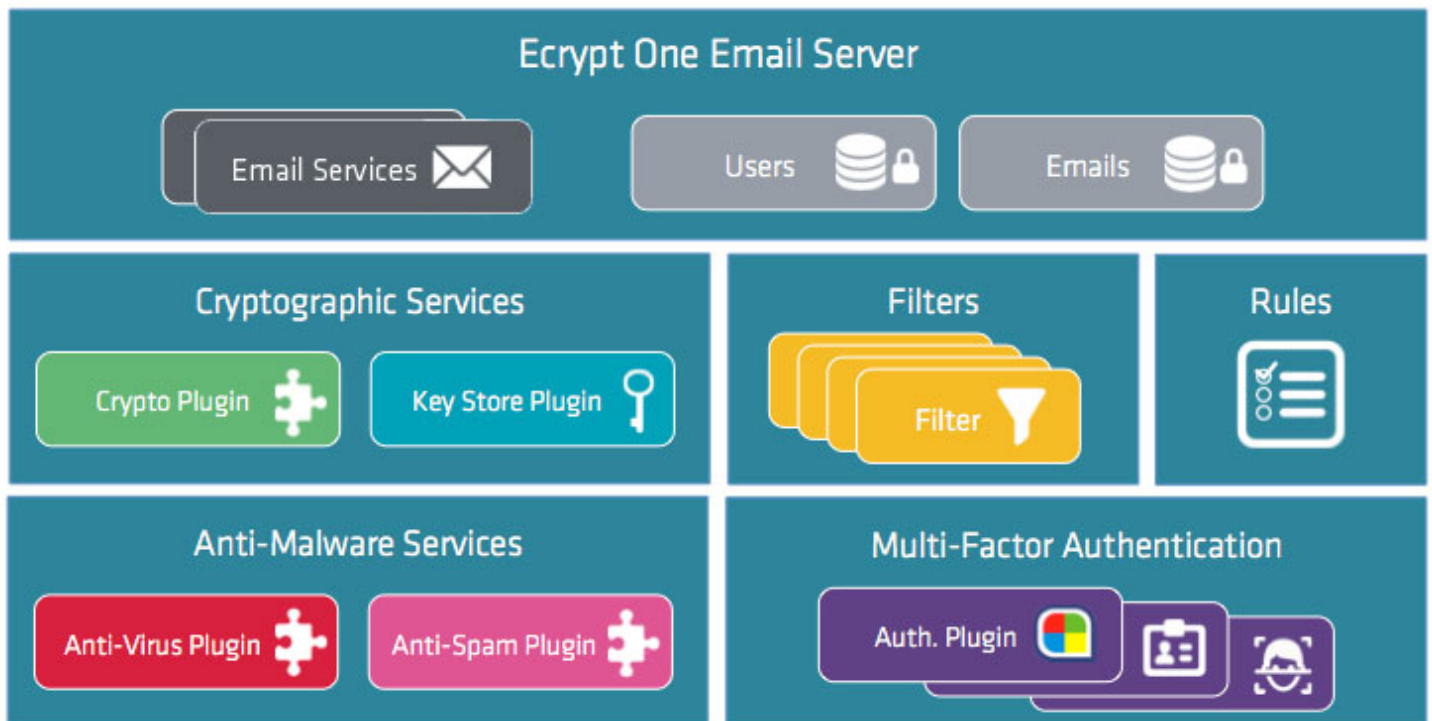 Ecrypt One Email Server
Email Services
Users
Emails
Cryptographic Services
Crypto Plugin
Key Store Plugin
Filters
Filter
Rules
Anti-Malware Services
Anti-Virus Plugin
Anti-Spam Plugin
Multi-Factor Authentication
Auth. Plugin